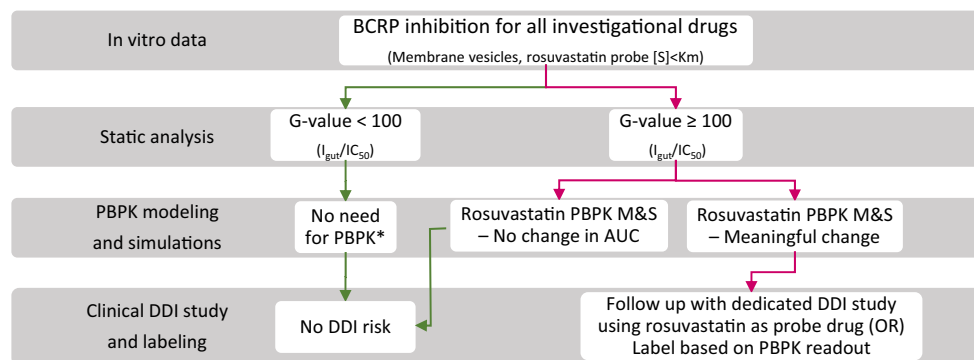 In vitro data
BCRP inhibition for all investigational drugs
(Membrane vesicles, rosuvastatin probe [S]<Km)
Static analysis
G-value < 100
(Igut/IC50)
G-value ≥ 100
(Igut/IC50)
PBPK modeling
and simulations
No need
for PBPK*
Rosuvastatin PBPK M&S
– No change in AUC
Rosuvastatin PBPK M&S
– Meaningful change
Clinical DDI study
and labeling
No DDI risk
Follow up with dedicated DDI study
using rosuvastatin as probe drug (OR)
Label based on PBPK readout